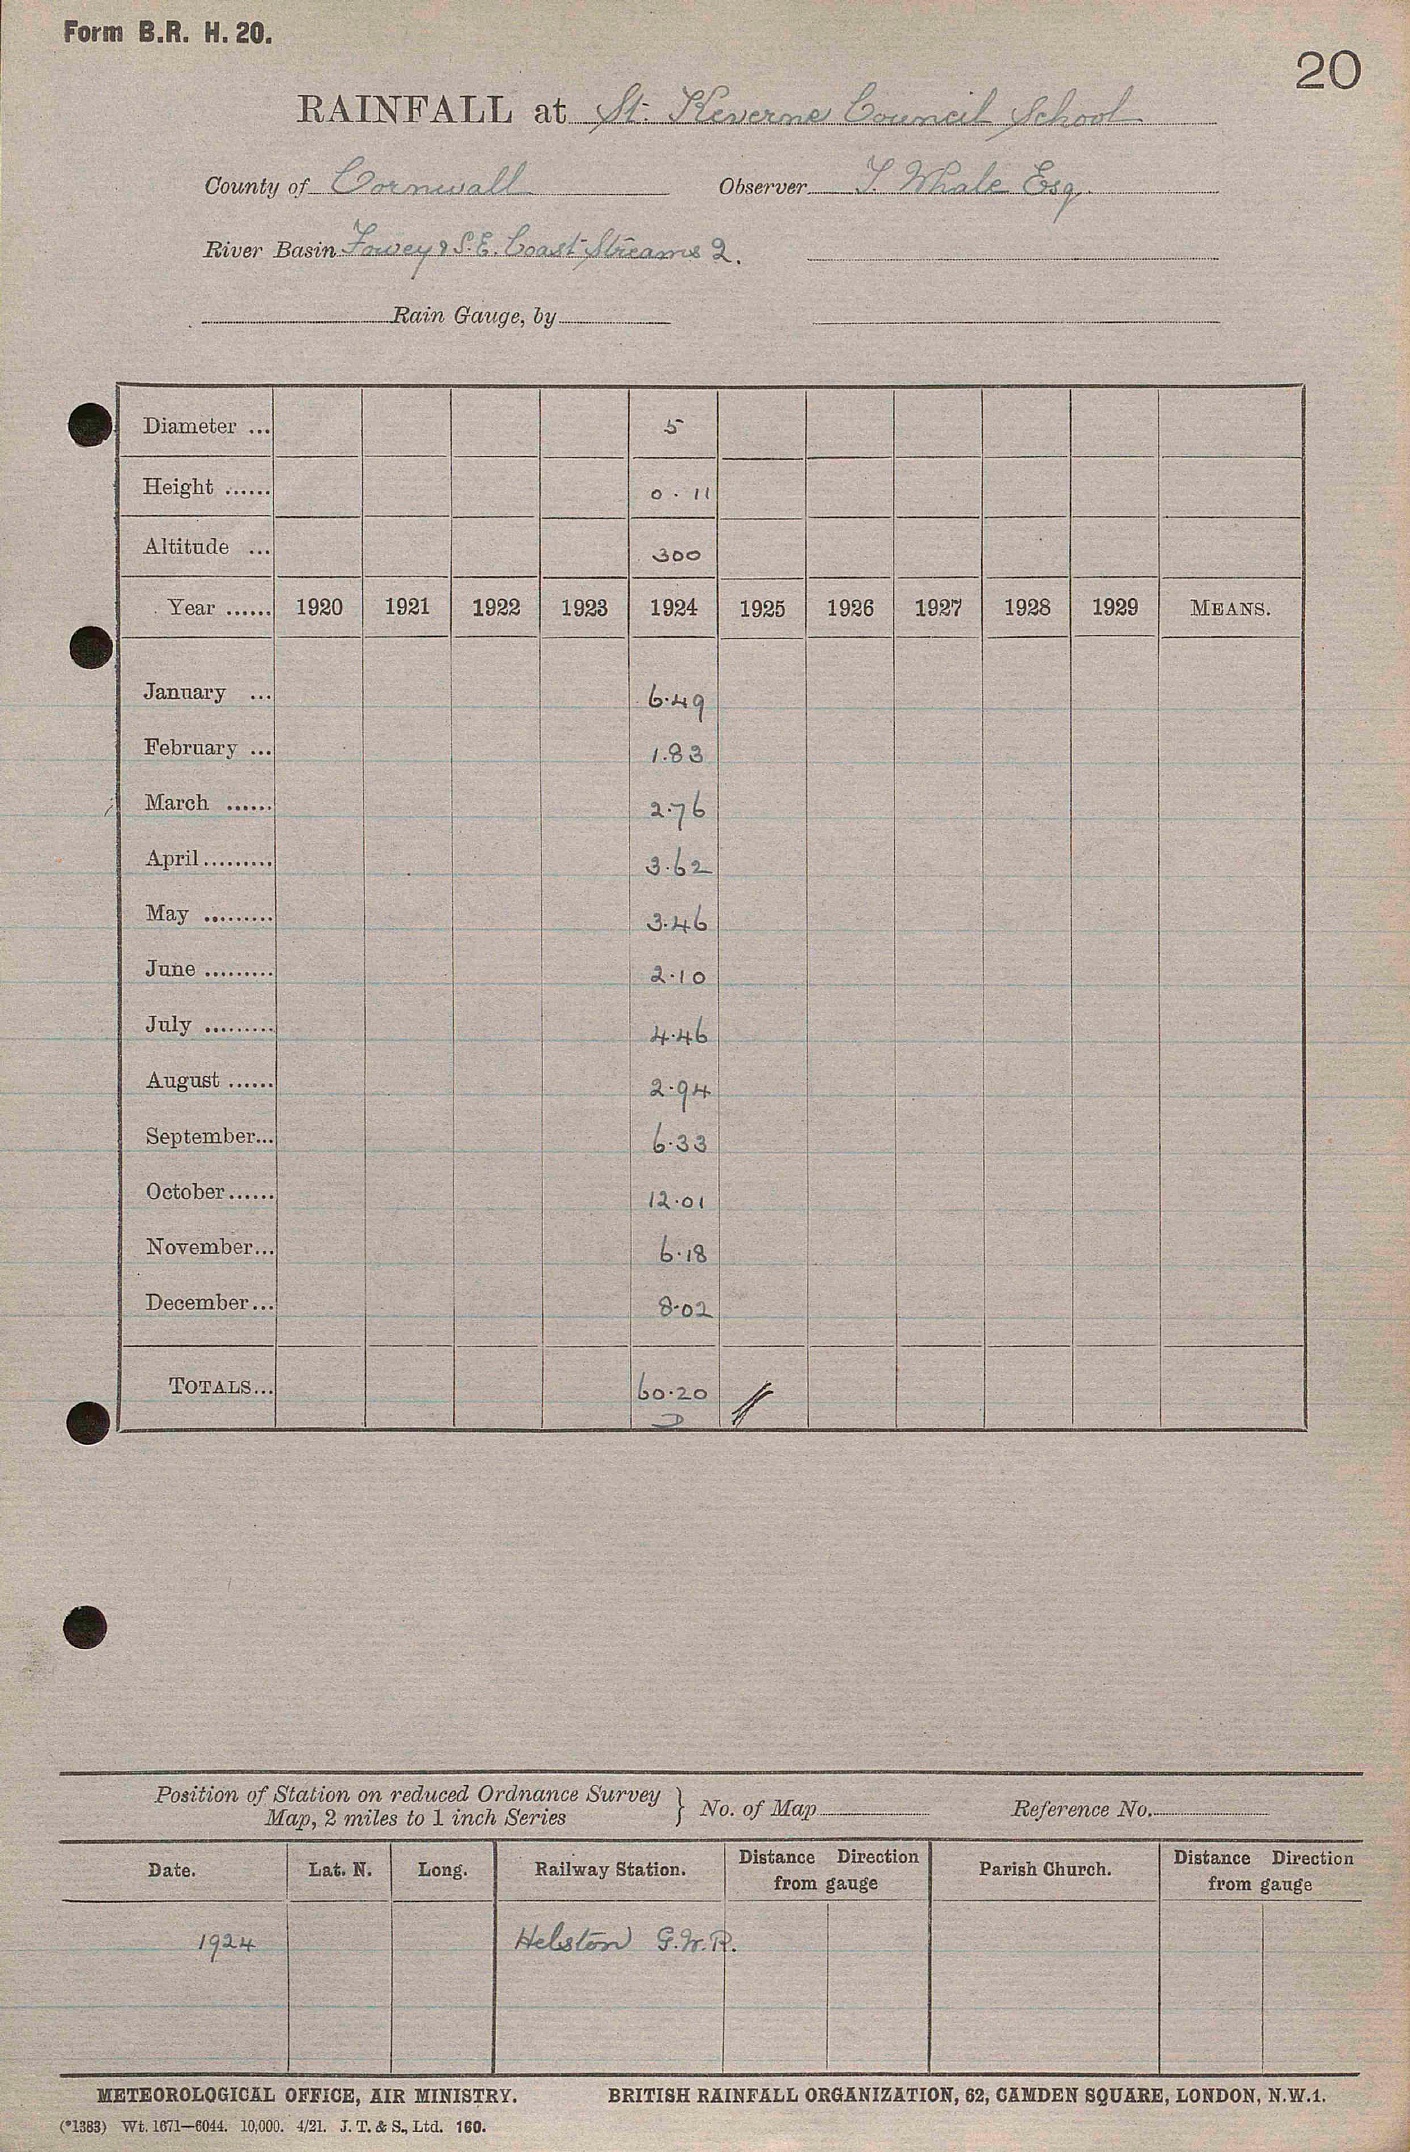 Form B.R. H. 20.
20
RAINFALL at St. Keverne Council School
County of Cornwall Observer T. Whale Esq.
River Basin Fowey & S.E. Coast Streams 2.
Rain Gauge, by
Diameter ... 5
Height ...... 0 . 11
Altitude ... 300
Year ...... 1920 1921 1922 1923 1924 1925 1926 1927 1928 1929 MEANS.
January ... 6.49
February ... 1.83
March ...... 2.76
April......... 3.62
May ......... 3.46
June ......... 2.10
July ......... 4.46
August ...... 2.94
September... 6.33
October...... 12.01
November... 6.18
December... 8.02
TOTALS... 60.20
D
Position of Station on reduced Ordnance Survey
Map, 2 miles to 1 inch Series } No. of Map Reference No.
Date. Lat. N. Long. Railway Station. Distance Direction from gauge Parish Church. Distance Direction from gauge
1924 Helston G.W.R.
METEOROLOGICAL OFFICE, AIR MINISTRY. BRITISH RAINFALL ORGANIZATION, 62, CAMDEN SQUARE, LONDON, N.W.1.
(*1383) Wt. 1671—6044. 10,000. 4/21. J. T. & S., Ltd. 160.